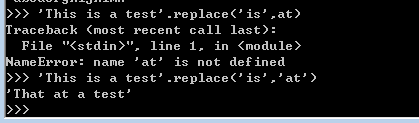 >>> 'This is a test'.replace('is',at)
Traceback (most recent call last):
  File "<stdin>", line 1, in <module>
NameError: name 'at' is not defined
>>> 'This is a test'.replace('is','at')
'That at a test'
>>>